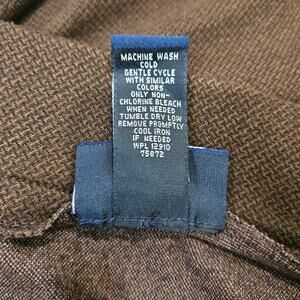 MACHINE WASH
COLD
GENTLE CYCLE
WITH SIMILAR
COLORS
ONLY NON-
CHLORINE BLEACH
WHEN NEEDED
TUMBLE DRY LOW
REMOVE PROMPTLY
COOL IRON
IF NEEDED
WPL 12910
75872